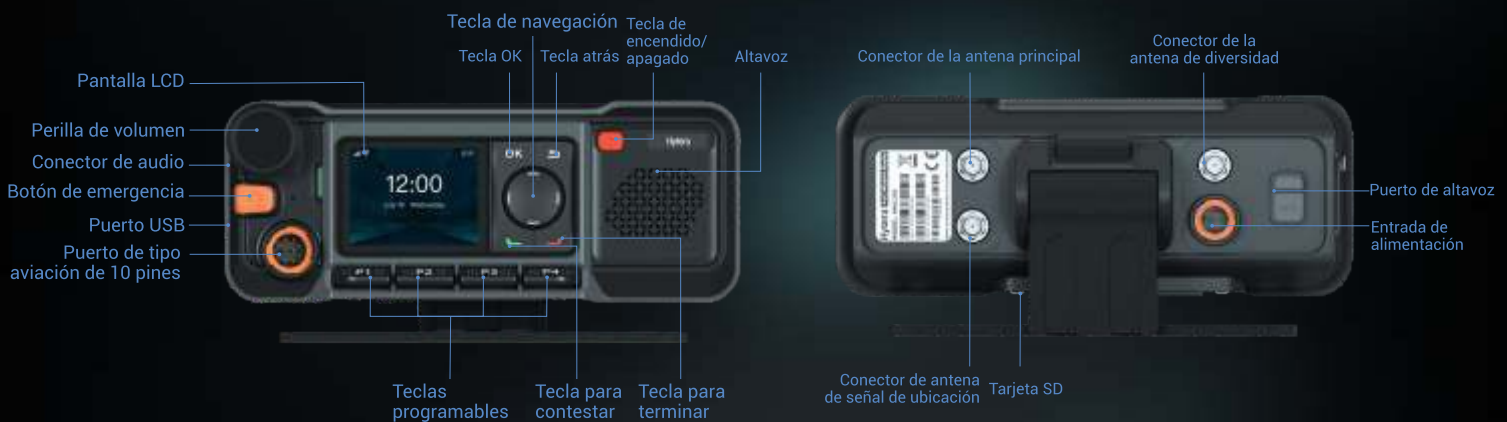 Tecla de navegación
Tecla de
encendido/
apagado
Tecla OK
Tecla atrás
Altavoz
Pantalla LCD
Perilla de volumen
Conector de audio
Botón de emergencia
Puerto USB
Puerto de tipo
aviación de 10 pines
OK
Hytera
12:00
P1
P2
P3
P4
Teclas
programables
Tecla para
contestar
Tecla para
terminar
Conector de la antena principal
Conector de la
antena de diversidad
Puerto de altavoz
Entrada de
alimentación
Hytera
Conector de antena
de señal de ubicación
Tarjeta SD